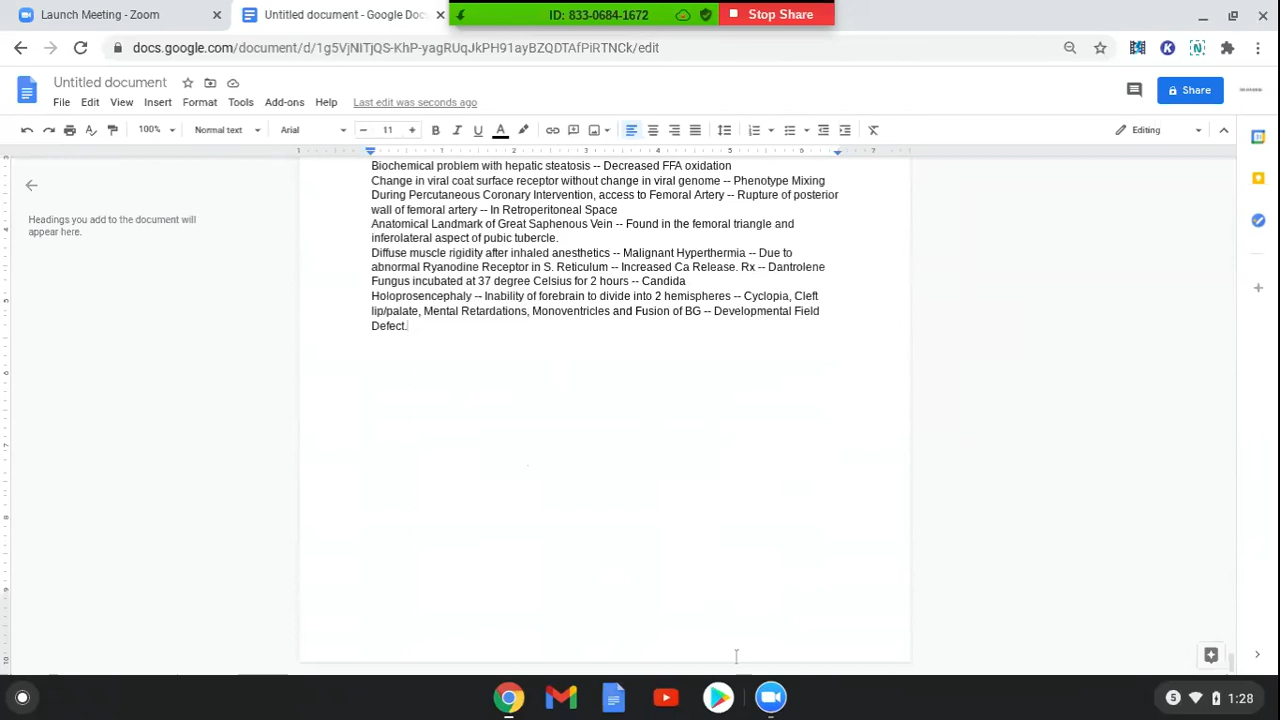 Launch Meeting - Zoom
Untitled document - Google Docs
ID: 833-0684-1672
Stop Share
docs.google.com/document/d/1g5VjNITjQS-KhP-yagRUqJkPH91ayBZQDTAfPiRTNCk/edit
Untitled document
File Edit View Insert Format Tools Add-ons Help Last edit was seconds ago
Share
100% Normal text Arial 11 Editing
Headings you add to the document will
appear here.
Biochemical problem with hepatic steatosis -- Decreased FFA oxidation
Change in viral coat surface receptor without change in viral genome -- Phenotype Mixing
During Percutaneous Coronary Intervention, access to Femoral Artery -- Rupture of posterior
wall of femoral artery -- In Retroperitoneal Space
Anatomical Landmark of Great Saphenous Vein -- Found in the femoral triangle and
inferolateral aspect of pubic tubercle.
Diffuse muscle rigidity after inhaled anesthetics -- Malignant Hyperthermia -- Due to
abnormal Ryanodine Receptor in S. Reticulum -- Increased Ca Release. Rx -- Dantrolene
Fungus incubated at 37 degree Celsius for 2 hours -- Candida
Holoprosencephaly -- Inability of forebrain to divide into 2 hemispheres -- Cyclopia, Cleft
lip/palate, Mental Retardations, Monoventricles and Fusion of BG -- Developmental Field
Defect.
5
1:28